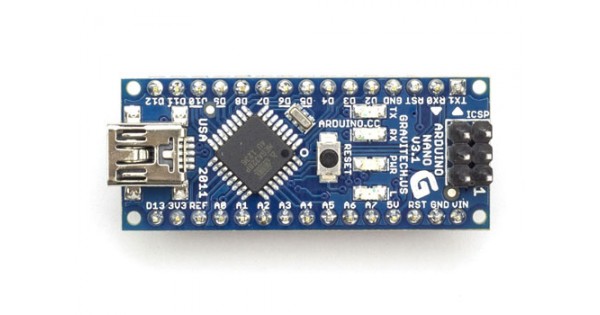 D12 D11 D10 D9 D8 D7 D6 D5 D4 D3 D2 GND RST RX0 TX1
ICSP
TX
RX
PWR
L
ARDUINO.CC
RESET
USA
2011
GRAVITECH.US
ARDUINO
NANO
V3.1
G
1
D13 3V3 REF A0 A1 A2 A3 A4 A5 A6 A7 5V RST GND VIN